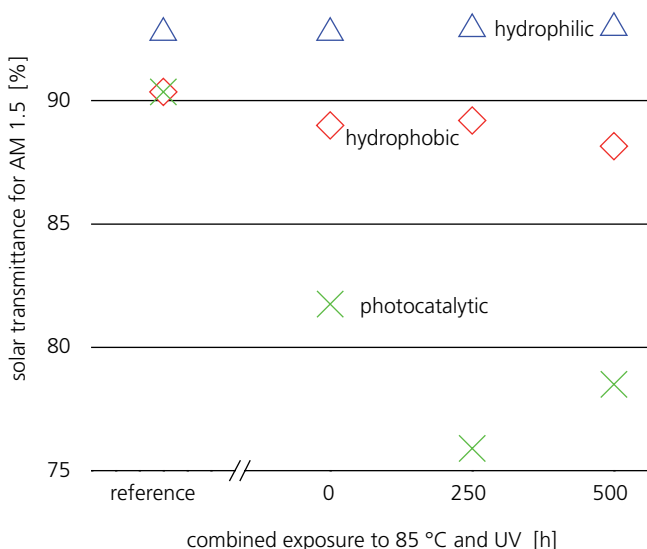 solar transmittance for AM 1.5 [%]
hydrophilic
90
hydrophobic
85
photocatalytic
80
75
reference
0
250
500
combined exposure to 85 °C and UV [h]